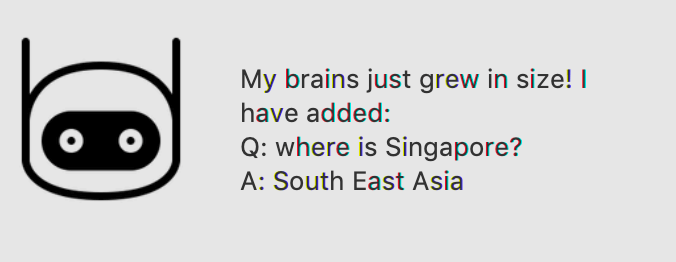 My brains just grew in size! I
have added:
Q: where is Singapore?
A: South East Asia